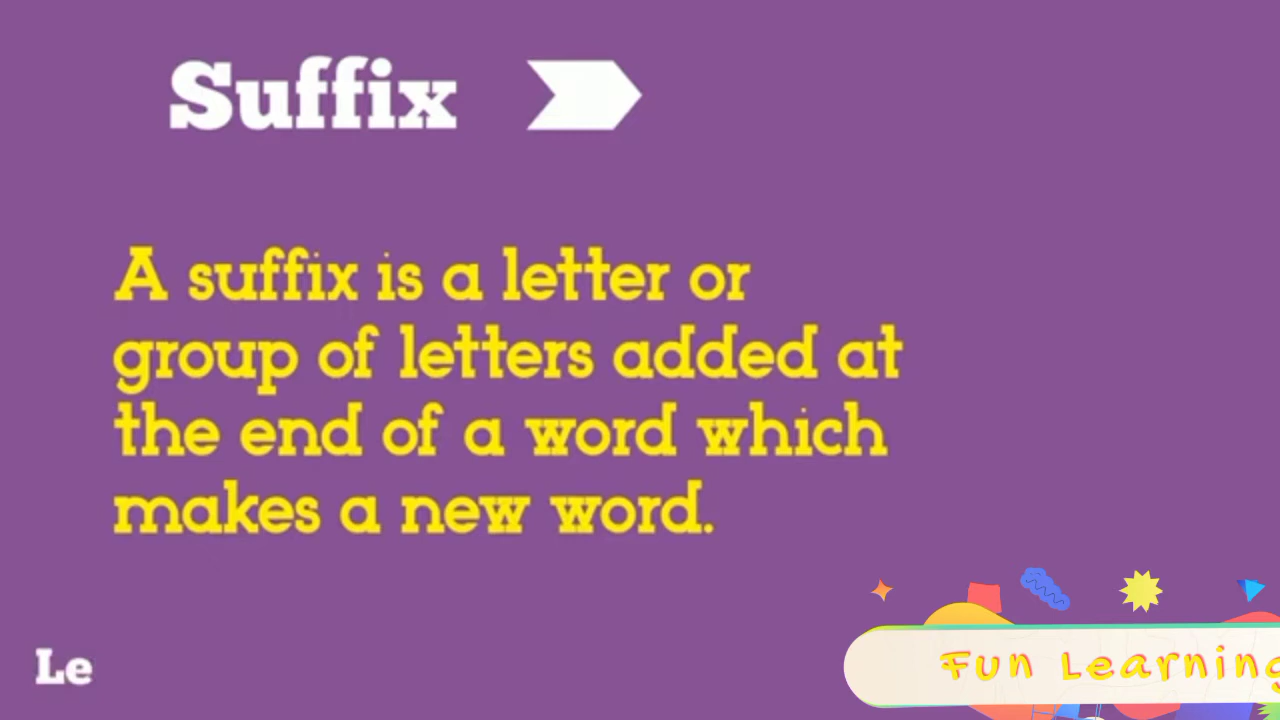 Suffix
A suffix is a letter or
group of letters added at
the end of a word which
makes a new word.
Le
Fun Learning